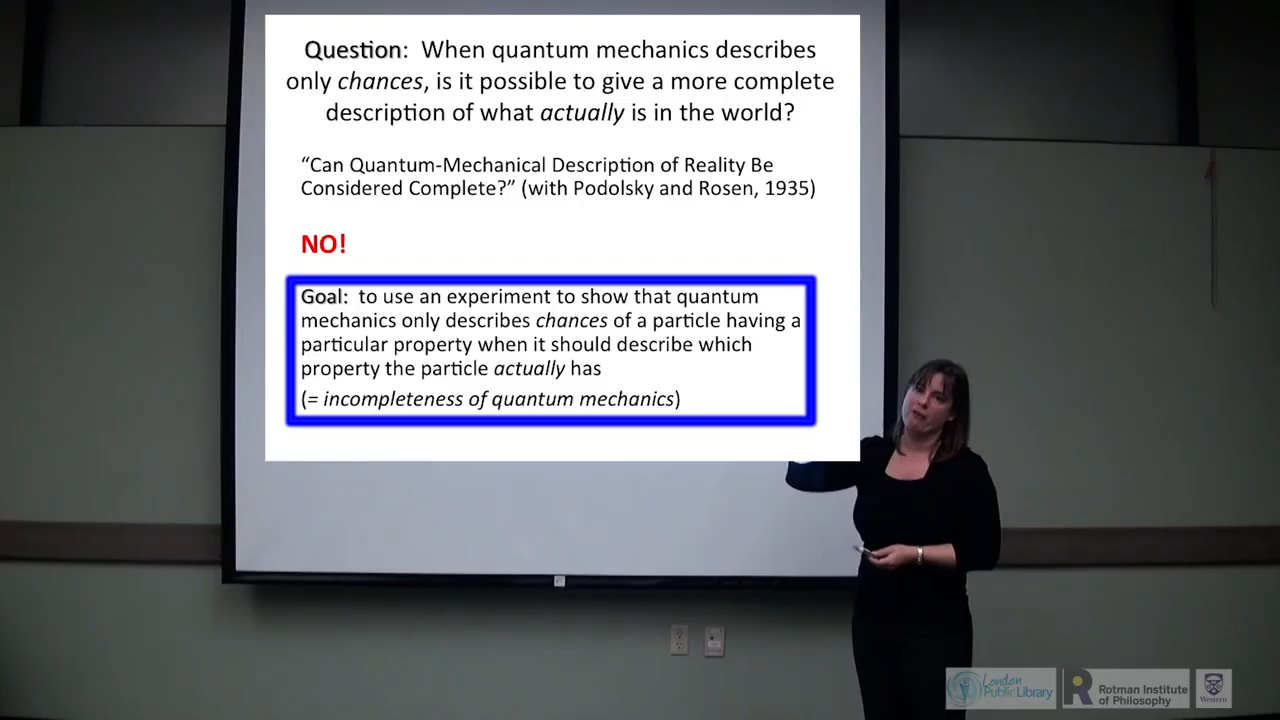 Question: When quantum mechanics describes
only chances, is it possible to give a more complete
description of what actually is in the world?
“Can Quantum-Mechanical Description of Reality Be
Considered Complete?” (with Podolsky and Rosen, 1935)
NO!
Goal: to use an experiment to show that quantum
mechanics only describes chances of a particle having a
particular property when it should describe which
property the particle actually has
(= incompleteness of quantum mechanics)
London
Public Library
Rotman Institute
of Philosophy
Western